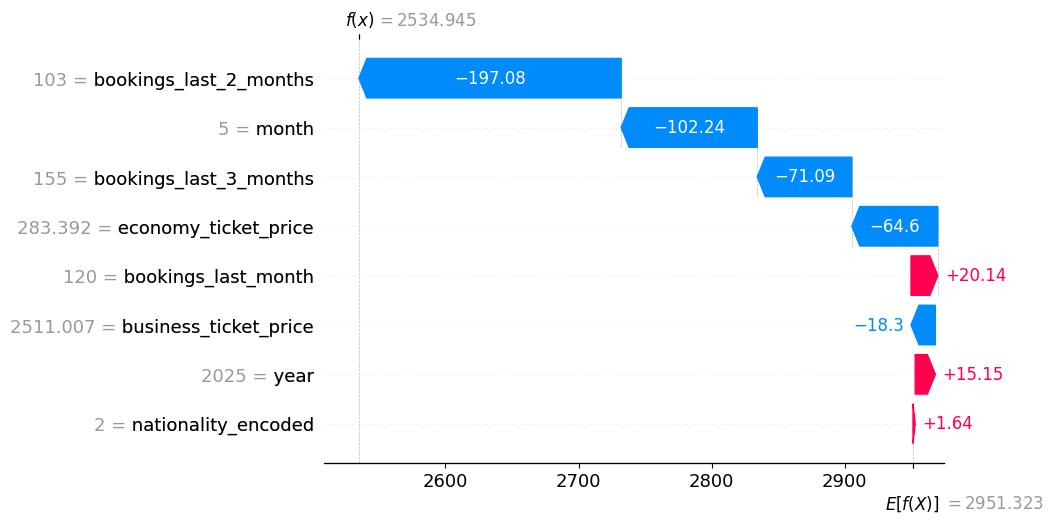 f(x) = 2534.945
103 = bookings_last_2_months
−197.08
5 = month
−102.24
155 = bookings_last_3_months
−71.09
283.392 = economy_ticket_price
−64.6
120 = bookings_last_month
+20.14
2511.007 = business_ticket_price
−18.3
2025 = year
+15.15
2 = nationality_encoded
+1.64
2600 2700 2800 2900
E[f(X)] = 2951.323